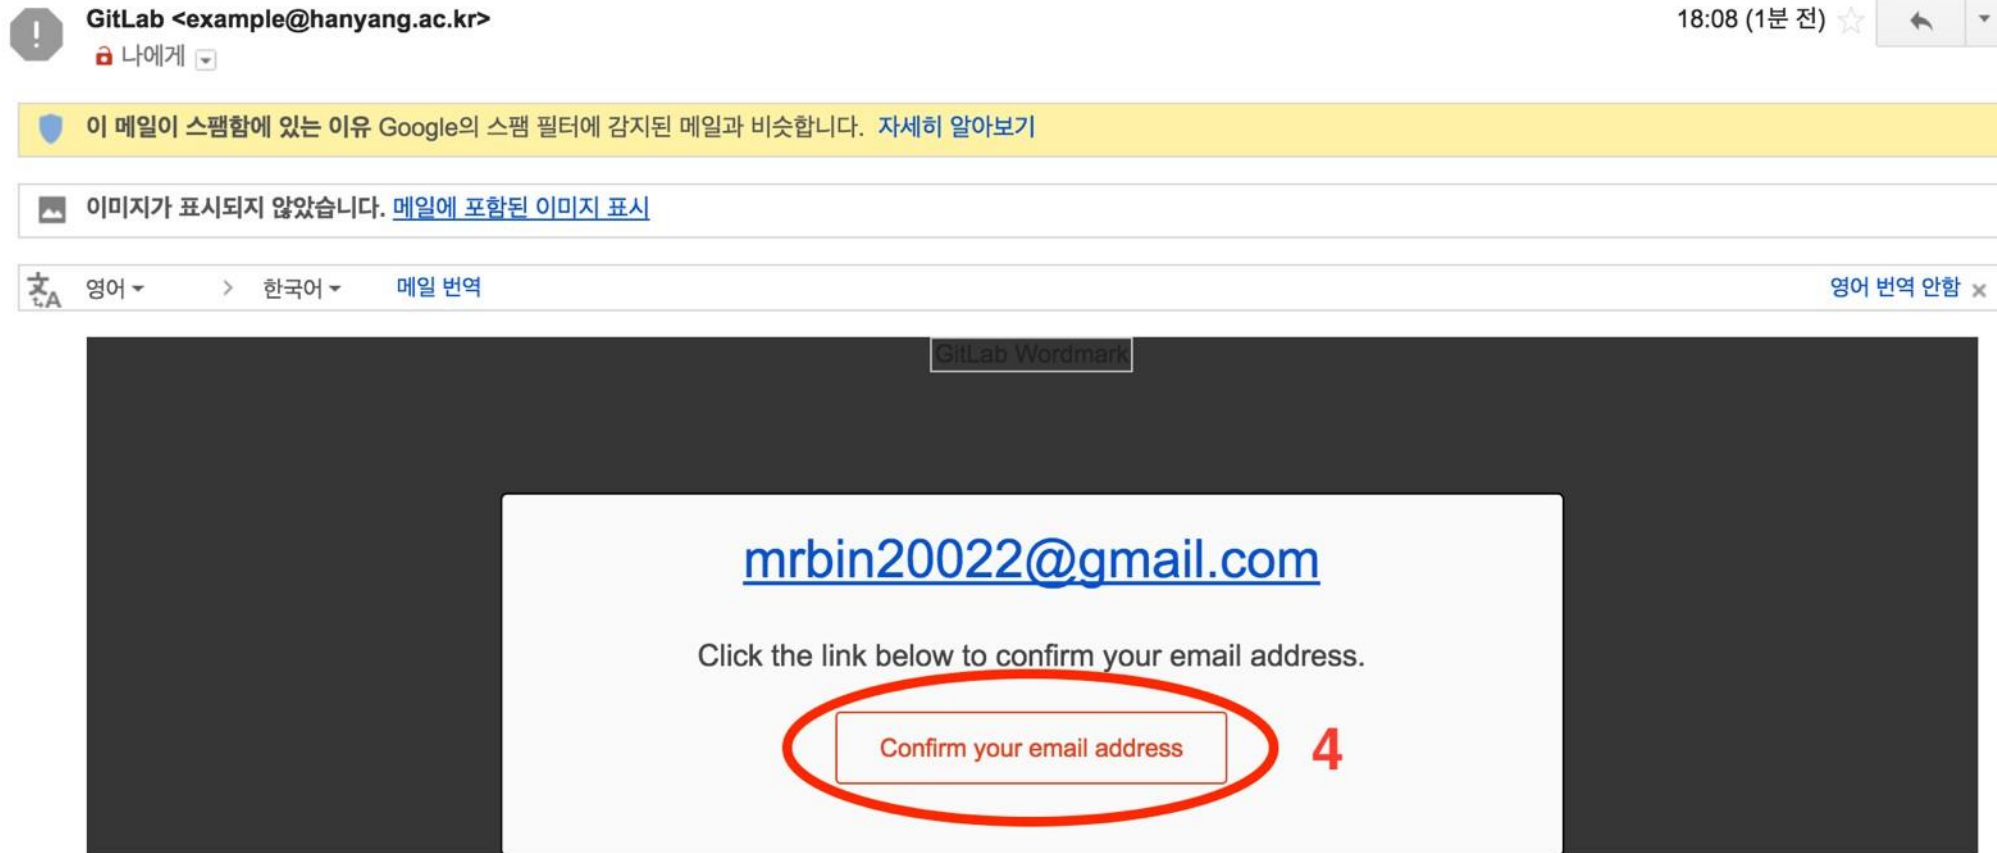 GitLab <example@hanyang.ac.kr>
18:08 (1분 전)
나에게
이 메일이 스팸함에 있는 이유 Google의 스팸 필터에 감지된 메일과 비슷합니다. 자세히 알아보기
이미지가 표시되지 않았습니다. 메일에 포함된 이미지 표시
영어 > 한국어 메일 번역 영어 번역 안함 ×
GitLab Wordmark
mrbin20022@gmail.com
Click the link below to confirm your email address.
Confirm your email address 4